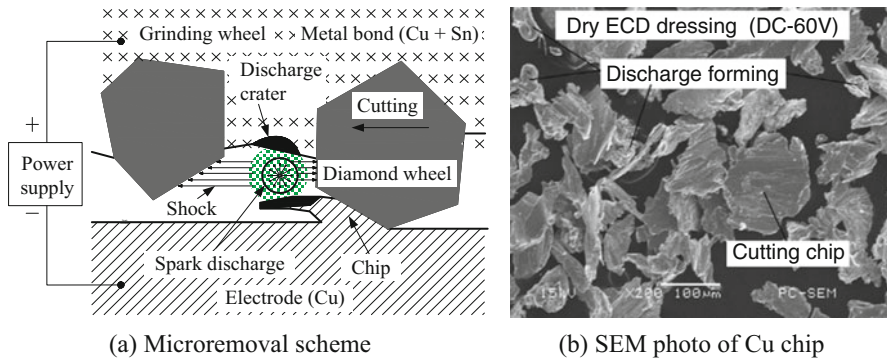 Grinding wheel Metal bond (Cu + Sn)
Discharge
crater
Cutting
+
Power
supply
−
Diamond wheel
Shock
Spark discharge
Chip
Electrode (Cu)
(a) Microremoval scheme
Dry ECD dressing (DC-60V)
Discharge forming
Cutting chip
15kV X200 100μm PC-SEM
(b) SEM photo of Cu chip